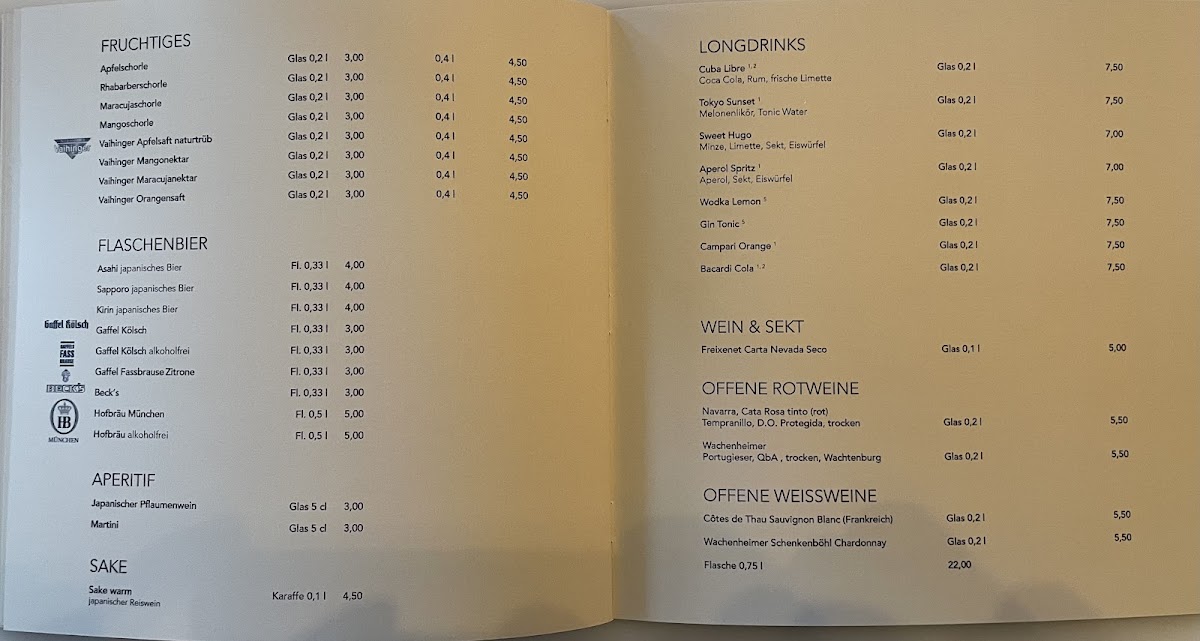 FRUCHTIGES
Apfelschorle Glas 0,2 l 3,00 0,4 l 4,50
Rhabarberschorle Glas 0,2 l 3,00 0,4 l 4,50
Maracujaschorle Glas 0,2 l 3,00 0,4 l 4,50
Mangoschorle Glas 0,2 l 3,00 0,4 l 4,50
Vaihinger Vaihinger Apfelsaft naturtrüb Glas 0,2 l 3,00 0,4 l 4,50
Vaihinger Mangonektar Glas 0,2 l 3,00 0,4 l 4,50
Vaihinger Maracujanektar Glas 0,2 l 3,00 0,4 l 4,50
Vaihinger Orangensaft Glas 0,2 l 3,00 0,4 l 4,50
FLASCHENBIER
Asahi japanisches Bier Fl. 0,33 l 4,00
Sapporo japanisches Bier Fl. 0,33 l 4,00
Kirin japanisches Bier Fl. 0,33 l 4,00
Gaffel Kölsch Gaffel Kölsch Fl. 0,33 l 3,00
GAFFELS
FASS
BRAUSE
Gaffel Kölsch alkoholfrei Fl. 0,33 l 3,00
Gaffel Fassbrause Zitrone Fl. 0,33 l 3,00
BECK'S Beck's Fl. 0,33 l 3,00
HB
MÜNCHEN
Hofbräu München Fl. 0,5 l 5,00
Hofbräu alkoholfrei Fl. 0,5 l 5,00
APERITIF
Japanischer Pflaumenwein Glas 5 cl 3,00
Martini Glas 5 cl 3,00
SAKE
Sake warm
japanischer Reiswein Karaffe 0,1 l 4,50
LONGDRINKS
Cuba Libre 1,2 Glas 0,2 l 7,50
Coca Cola, Rum, frische Limette
Tokyo Sunset 1 Glas 0,2 l 7,50
Melonenlikör, Tonic Water
Sweet Hugo Glas 0,2 l 7,00
Minze, Limette, Sekt, Eiswürfel
Aperol Spritz 1 Glas 0,2 l 7,00
Aperol, Sekt, Eiswürfel
Wodka Lemon 5 Glas 0,2 l 7,50
Gin Tonic 5 Glas 0,2 l 7,50
Campari Orange 1 Glas 0,2 l 7,50
Bacardi Cola 1,2 Glas 0,2 l 7,50
WEIN & SEKT
Freixenet Carta Nevada Seco Glas 0,1 l 5,00
OFFENE ROTWEINE
Navarra, Cata Rosa tinto (rot)
Tempranillo, D.O. Protegida, trocken Glas 0,2 l 5,50
Wachenheimer
Portugieser, QbA , trocken, Wachtenburg Glas 0,2 l 5,50
OFFENE WEISSWEINE
Côtes de Thau Sauvignon Blanc (Frankreich) Glas 0,2 l 5,50
Wachenheimer Schenkenböhl Chardonnay Glas 0,2 l 5,50
Flasche 0,75 l 22,00